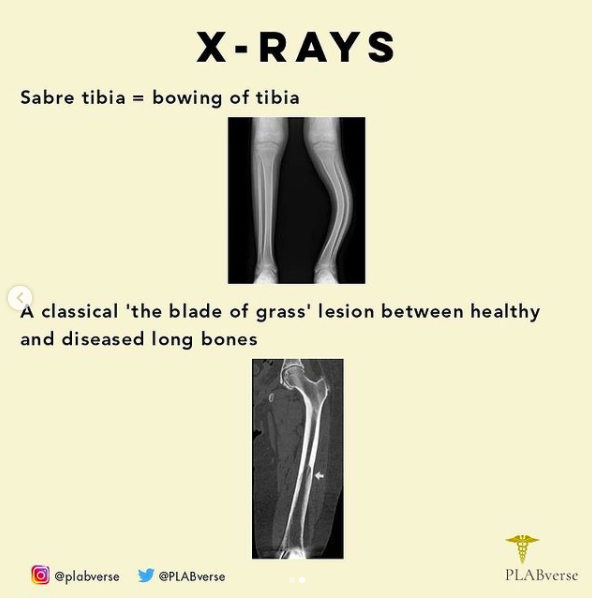 X-RAYS
Sabre tibia = bowing of tibia
A classical 'the blade of grass' lesion between healthy
and diseased long bones
@plabverse @PLABverse
PLABverse